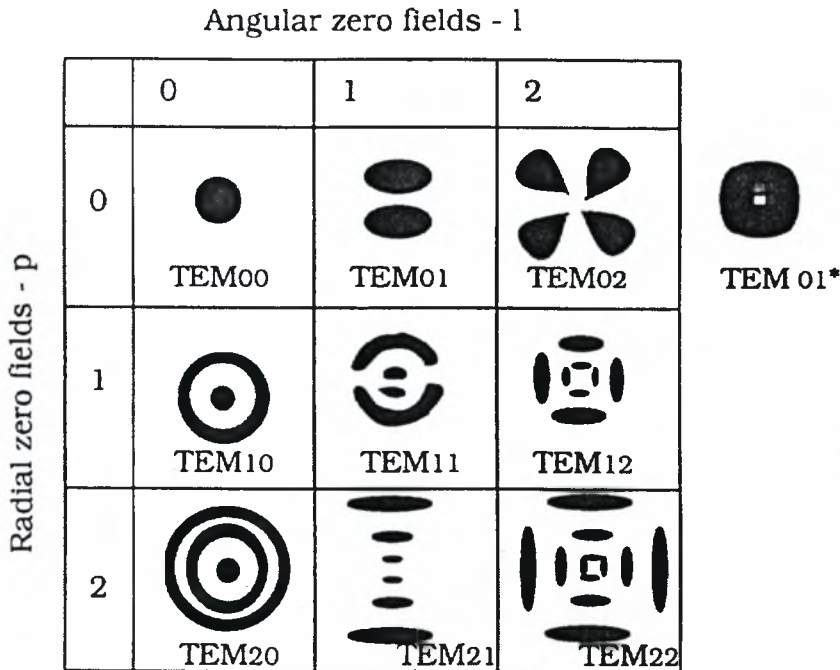 Angular zero fields - l
0 1 2
0
TEM00 TEM01 TEM02 TEM 01*
Radial zero fields - p
1
TEM10 TEM11 TEM12
2
TEM20 TEM21 TEM22